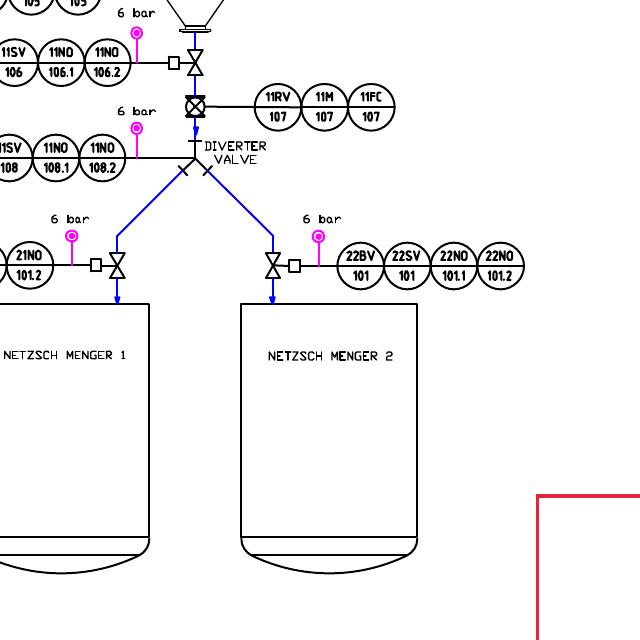 6 bar
11SV 11NO 11NO
106 106.1 106.2
11RV 11M 11FC
107 107 107
6 bar
11SV 11NO 11NO
108 108.1 108.2
DIVERTER
VALVE
6 bar
6 bar
21NO
101.2
22BV 22SV 22NO 22NO
101 101 101.1 101.2
NETZSCH MENGER 1
NETZSCH MENGER 2